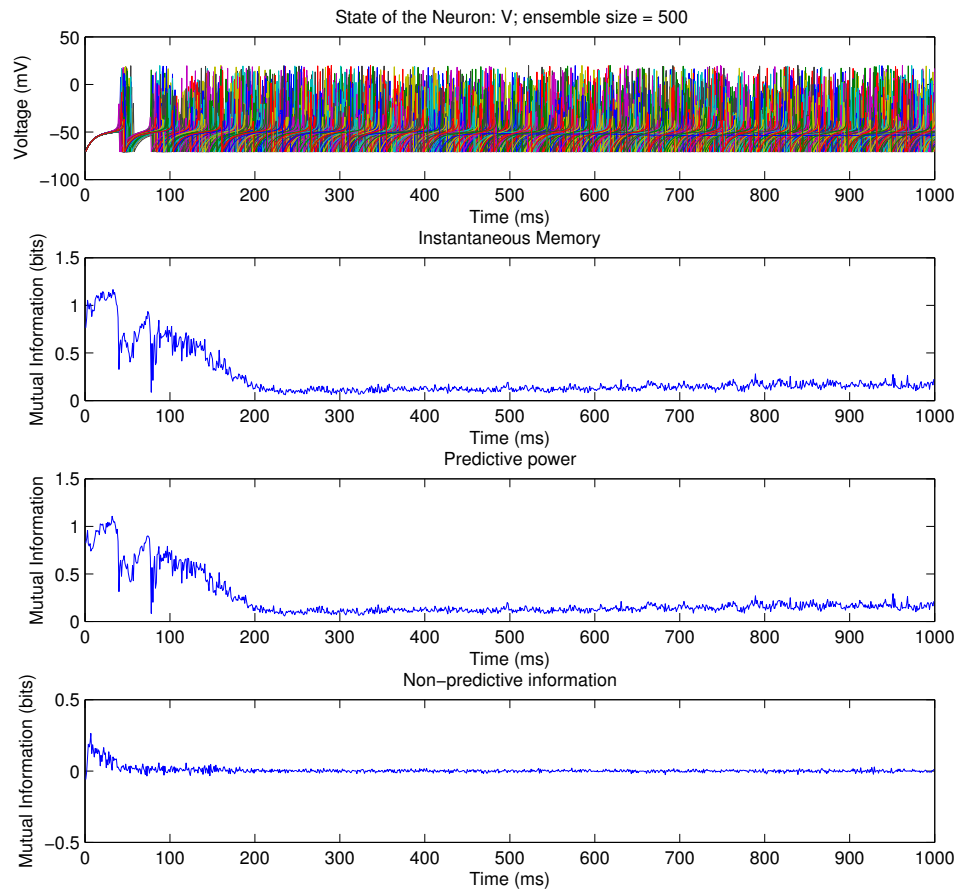 State of the Neuron: V; ensemble size = 500
Voltage (mV)
50
0
−50
−100
0 100 200 300 400 500 600 700 800 900 1000
Time (ms)
Instantaneous Memory
Mutual Information (bits)
1.5
1
0.5
0
0 100 200 300 400 500 600 700 800 900 1000
Time (ms)
Predictive power
Mutual Information
1.5
1
0.5
0
0 100 200 300 400 500 600 700 800 900 1000
Time (ms)
Non−predictive information
Mutual Information (bits)
0.5
0
−0.5
0 100 200 300 400 500 600 700 800 900 1000
Time (ms)